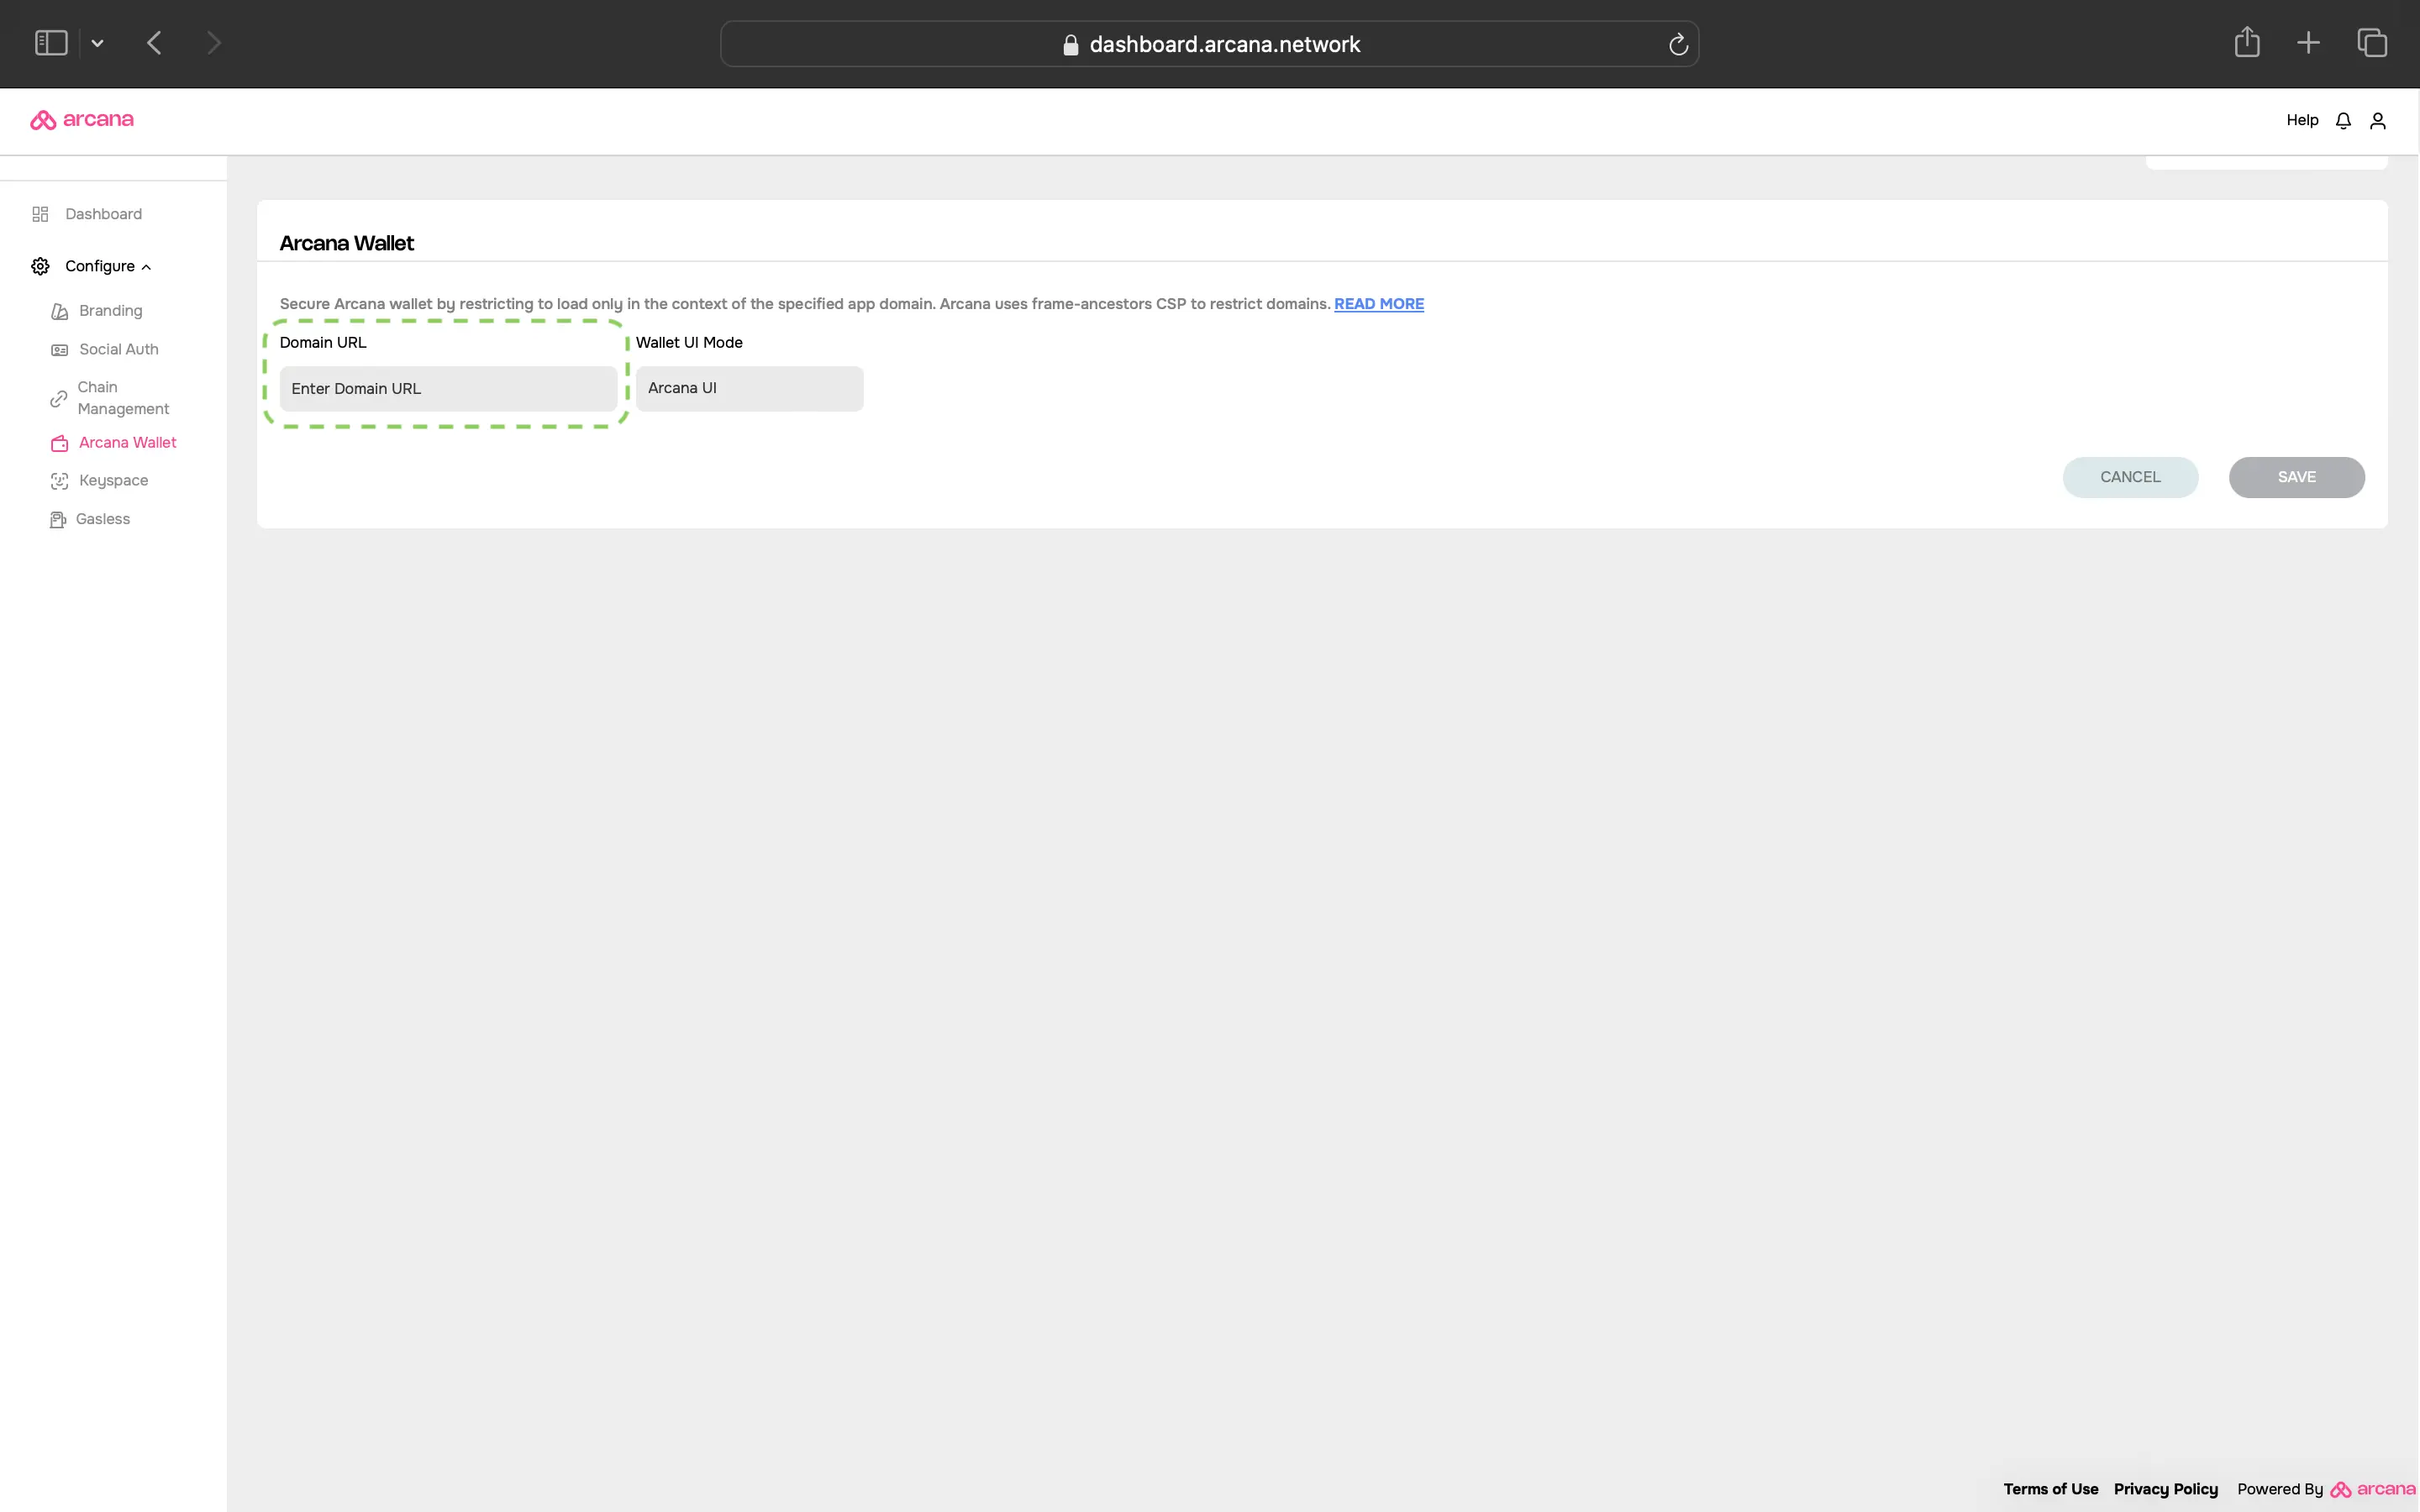 dashboard.arcana.network
arcana
Help
Dashboard
Configure
Branding
Social Auth
Chain
Management
Arcana Wallet
Keyspace
Gasless
Arcana Wallet
Secure Arcana wallet by restricting to load only in the context of the specified app domain. Arcana uses frame-ancestors CSP to restrict domains. READ MORE
Domain URL
Wallet UI Mode
Enter Domain URL
Arcana UI
CANCEL
SAVE
Terms of Use
Privacy Policy
Powered By arcana